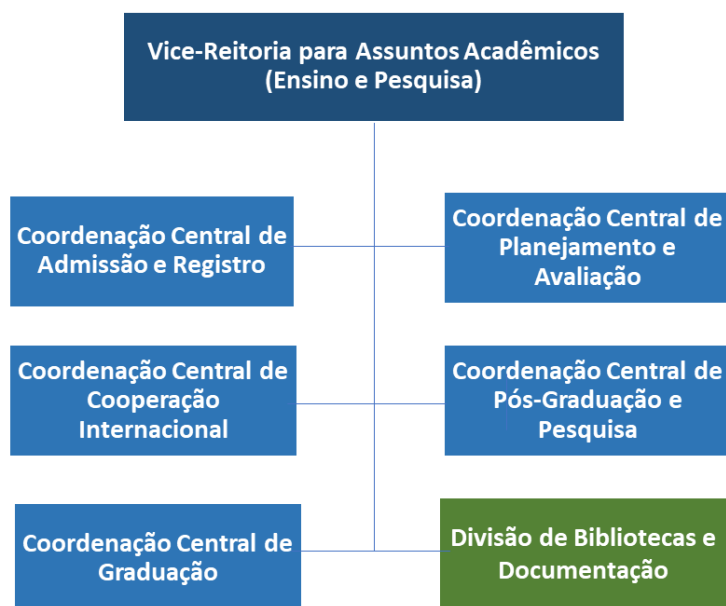 Vice-Reitoria para Assuntos Acadêmicos
(Ensino e Pesquisa)
Coordenação Central de
Admissão e Registro
Coordenação Central de
Planejamento e
Avaliação
Coordenação Central de
Cooperação
Internacional
Coordenação Central de
Pós-Graduação e
Pesquisa
Coordenação Central de
Graduação
Divisão de Bibliotecas e
Documentação